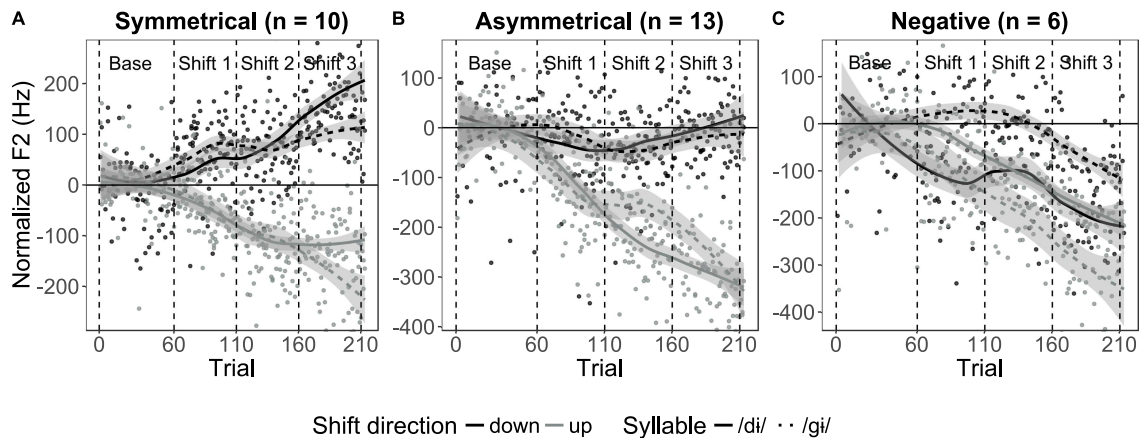 A Symmetrical (n = 10) B Asymmetrical (n = 13) C Negative (n = 6)
Base Shift 1 Shift 2 Shift 3
Base Shift 1 Shift 2 Shift 3
Base Shift 1 Shift 2 Shift 3
Normalized F2 (Hz)
200
100
0
-100
-200
100
0
-100
-200
-300
-400
100
0
-100
-200
-300
-400
0 60 110 160 210
0 60 110 160 210
0 60 110 160 210
Trial Trial Trial
Shift direction down up Syllable /dɨ/ /gɨ/